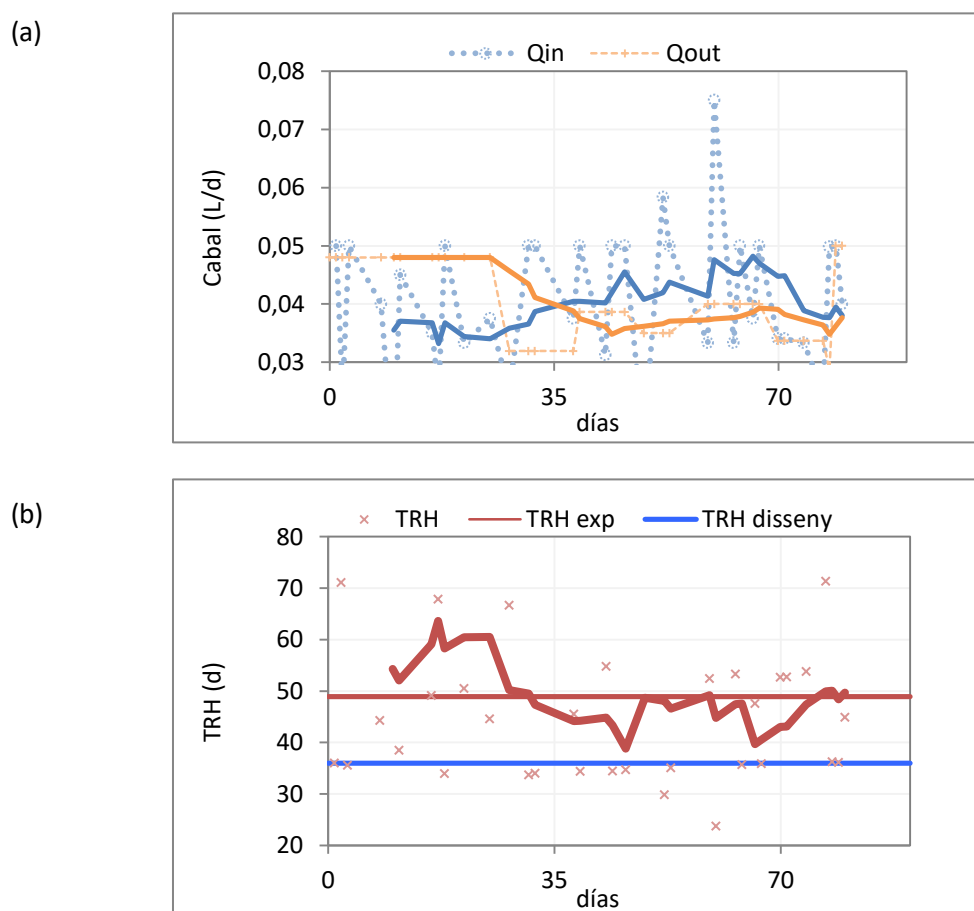 (a)
Qin Qout
0,08
0,07
0,06
0,05
0,04
0,03
Cabal (L/d)
0 35 70
días
(b)
TRH TRH exp TRH disseny
80
70
60
50
40
30
20
TRH (d)
0 35 70
días